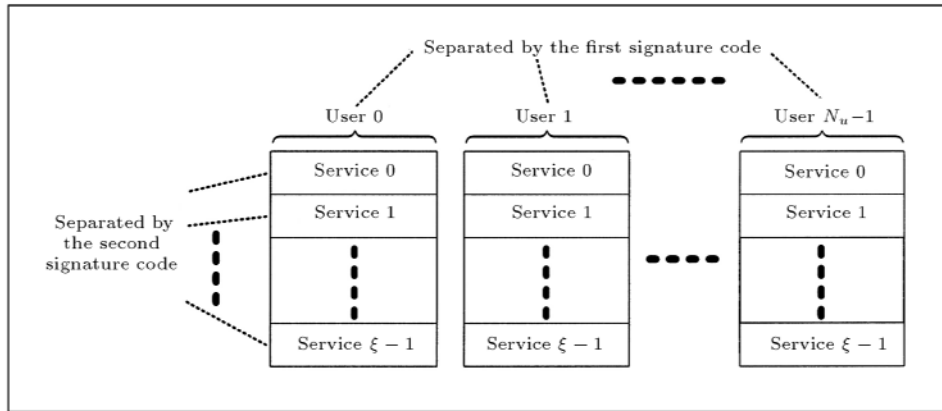 Separated by the first signature code
User 0
User 1
User N_u−1
Service 0
Service 0
Service 0
Service 1
Service 1
Service 1
Separated by
the second
signature code
Service ξ − 1
Service ξ − 1
Service ξ − 1